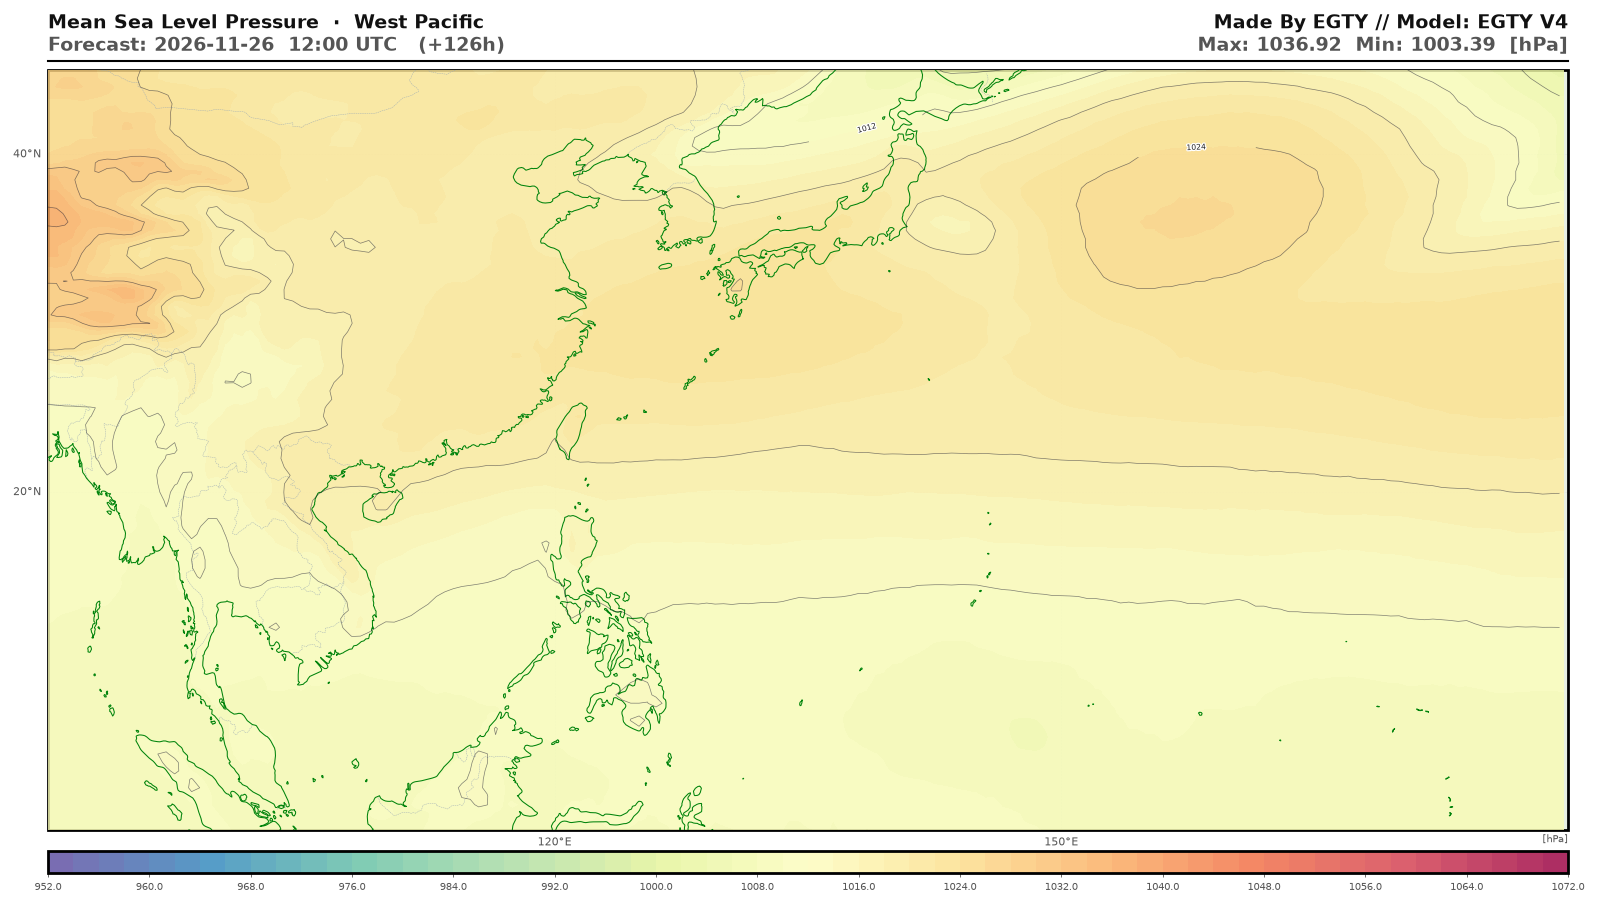 Mean Sea Level Pressure · West Pacific
Made By EGTY // Model: EGTY V4
Forecast: 2026-11-26 12:00 UTC (+126h)
Max: 1036.92 Min: 1003.39 [hPa]
1012
40°N
1024
20°N
120°E
150°E
[hPa]
952.0 960.0 968.0 976.0 984.0 992.0 1000.0 1008.0 1016.0 1024.0 1032.0 1040.0 1048.0 1056.0 1064.0 1072.0